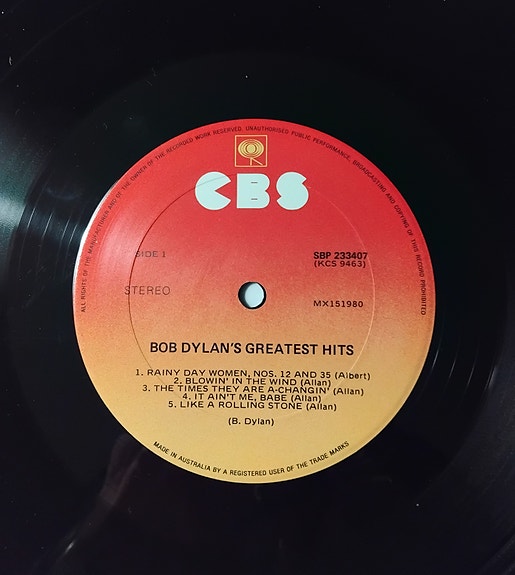 ALL RIGHTS OF THE MANUFACTURER AND OF THE OWNER OF THE RECORDED WORK RESERVED. UNAUTHORISED PUBLIC PERFORMANCE, BROADCASTING AND COPYING OF THIS RECORD PROHIBITED
CBS
SIDE 1
SBP 233407
(KCS 9463)
STEREO
MX151980
BOB DYLAN'S GREATEST HITS
1. RAINY DAY WOMEN, NOS. 12 AND 35 (Albert)
2. BLOWIN' IN THE WIND (Allan)
3. THE TIMES THEY ARE A-CHANGIN' (Allan)
4. IT AIN'T ME, BABE (Allan)
5. LIKE A ROLLING STONE (Allan)
(B. Dylan)
MADE IN AUSTRALIA BY A REGISTERED USER OF THE TRADE MARKS